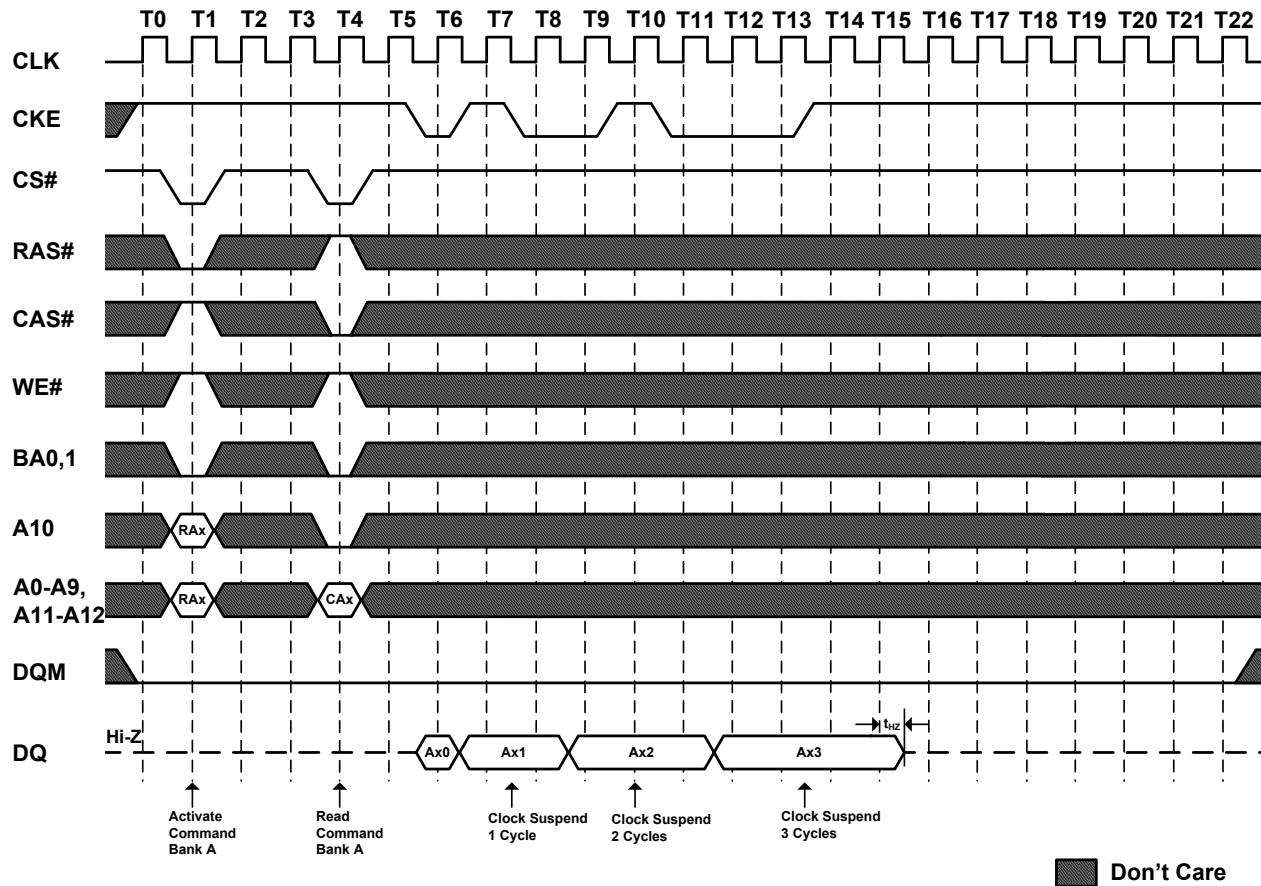 T0 T1 T2 T3 T4 T5 T6 T7 T8 T9 T10 T11 T12 T13 T14 T15 T16 T17 T18 T19 T20 T21 T22
CLK
CKE
CS#
RAS#
CAS#
WE#
BA0,1
A10
RAx
A0-A9,
A11-A12
RAx
CAx
DQM
tHZ
DQ
Hi-Z
Ax0
Ax1
Ax2
Ax3
Activate
Command
Bank A
Read
Command
Bank A
Clock Suspend
1 Cycle
Clock Suspend
2 Cycles
Clock Suspend
3 Cycles
Don't Care